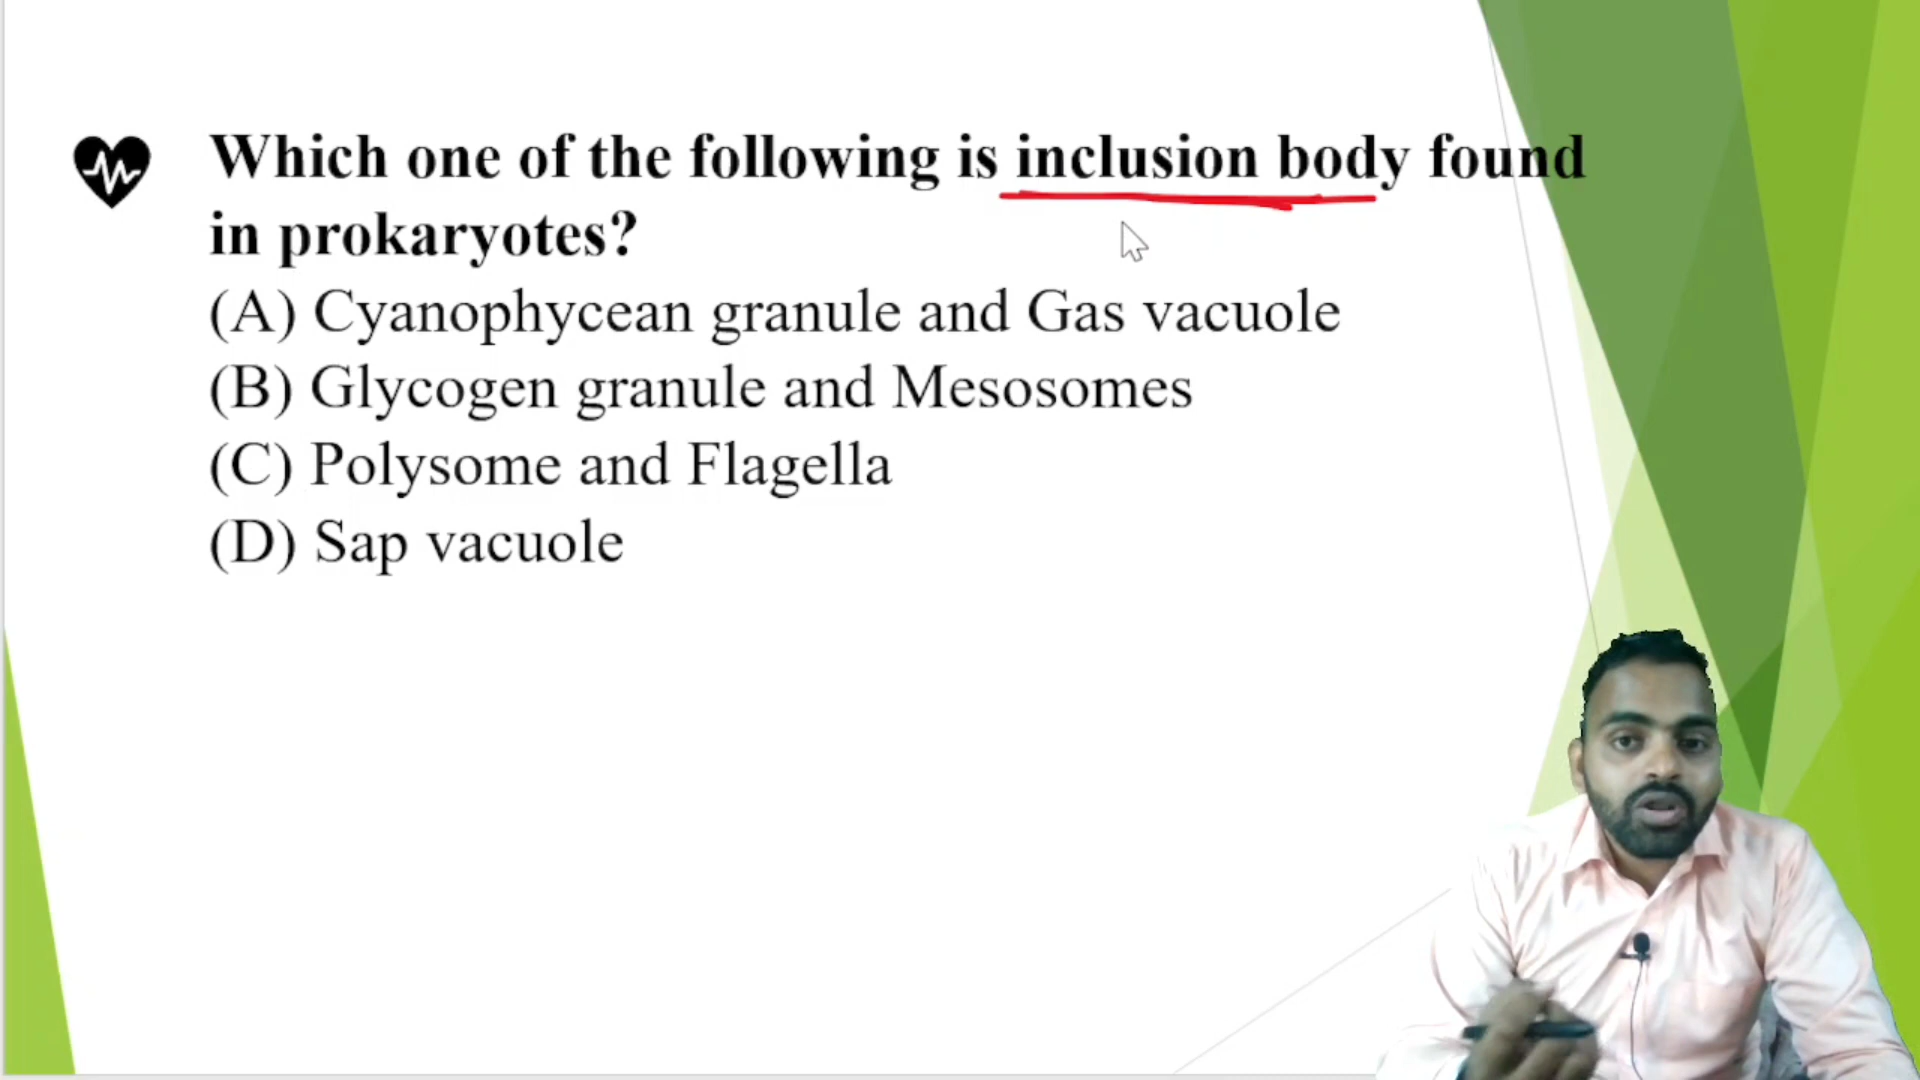 Which one of the following is inclusion body found
in prokaryotes?
(A) Cyanophycean granule and Gas vacuole
(B) Glycogen granule and Mesosomes
(C) Polysome and Flagella
(D) Sap vacuole